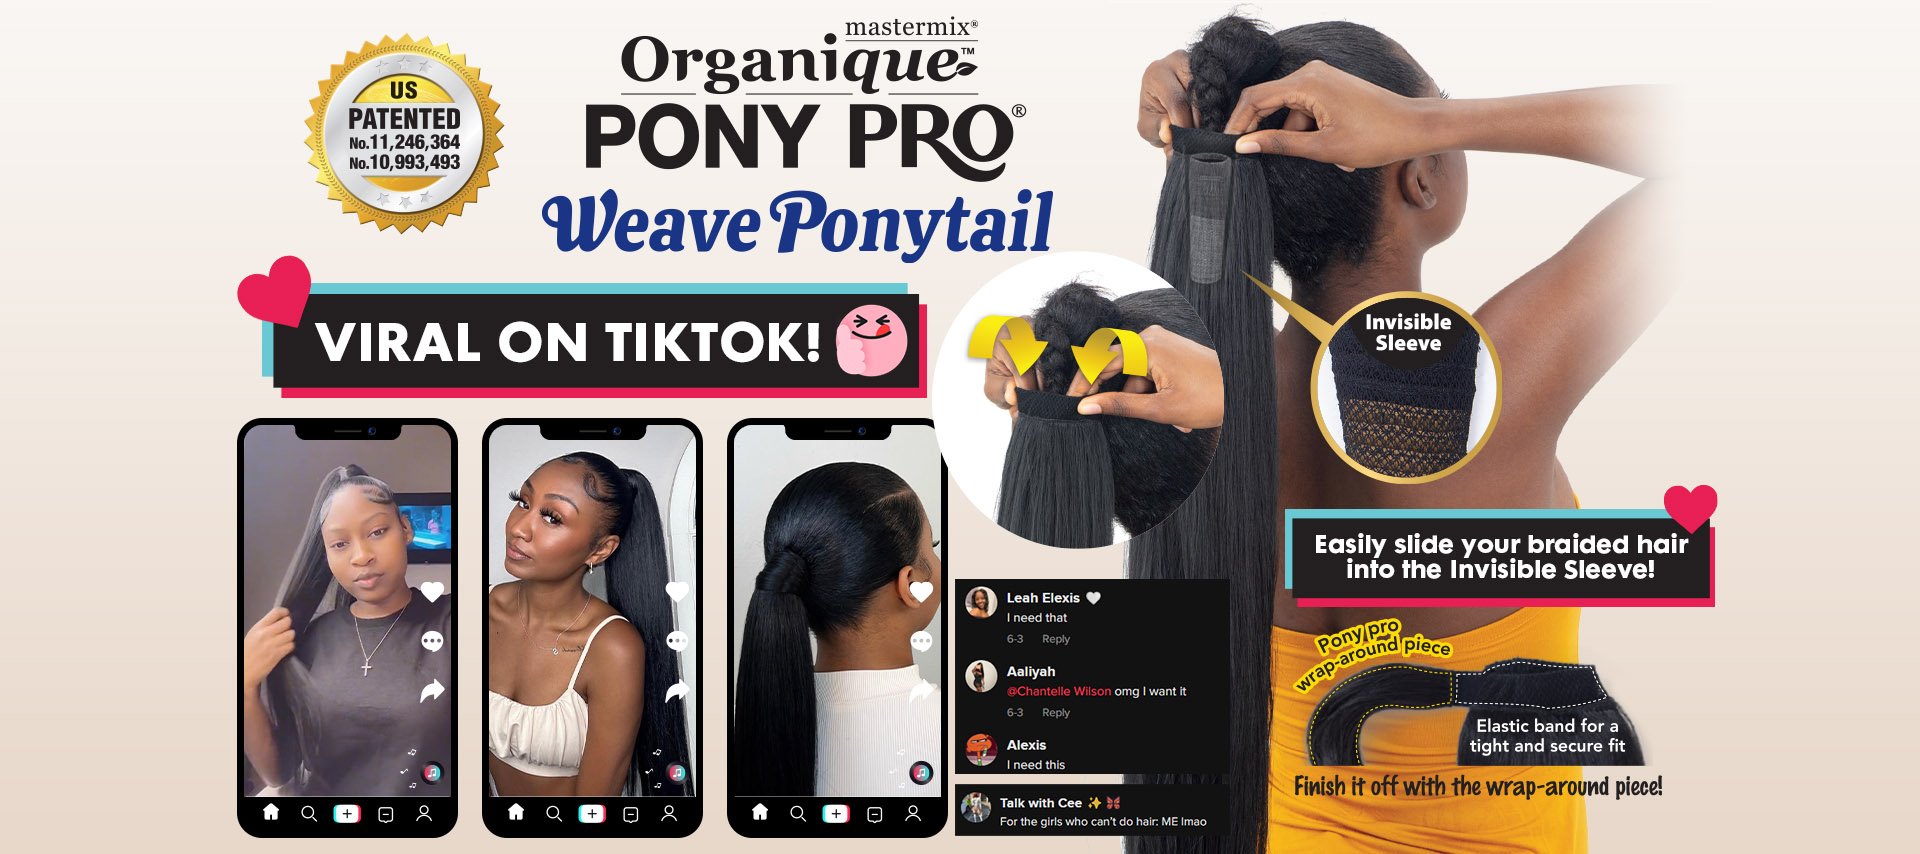 US
PATENTED
No.11,246,364
No.10,993,493
mastermix®
Organique™
PONY PRO®
Weave Ponytail
VIRAL ON TIKTOK!
Invisible
Sleeve
Easily slide your braided hair
into the Invisible Sleeve!
Leah Elexis
I need that
6-3 Reply
Aaliyah
@Chantelle Wilson omg I want it
6-3 Reply
Alexis
I need this
Talk with Cee
For the girls who can't do hair: ME lmao
Pony pro
wrap-around piece
Elastic band for a
tight and secure fit
Finish it off with the wrap-around piece!